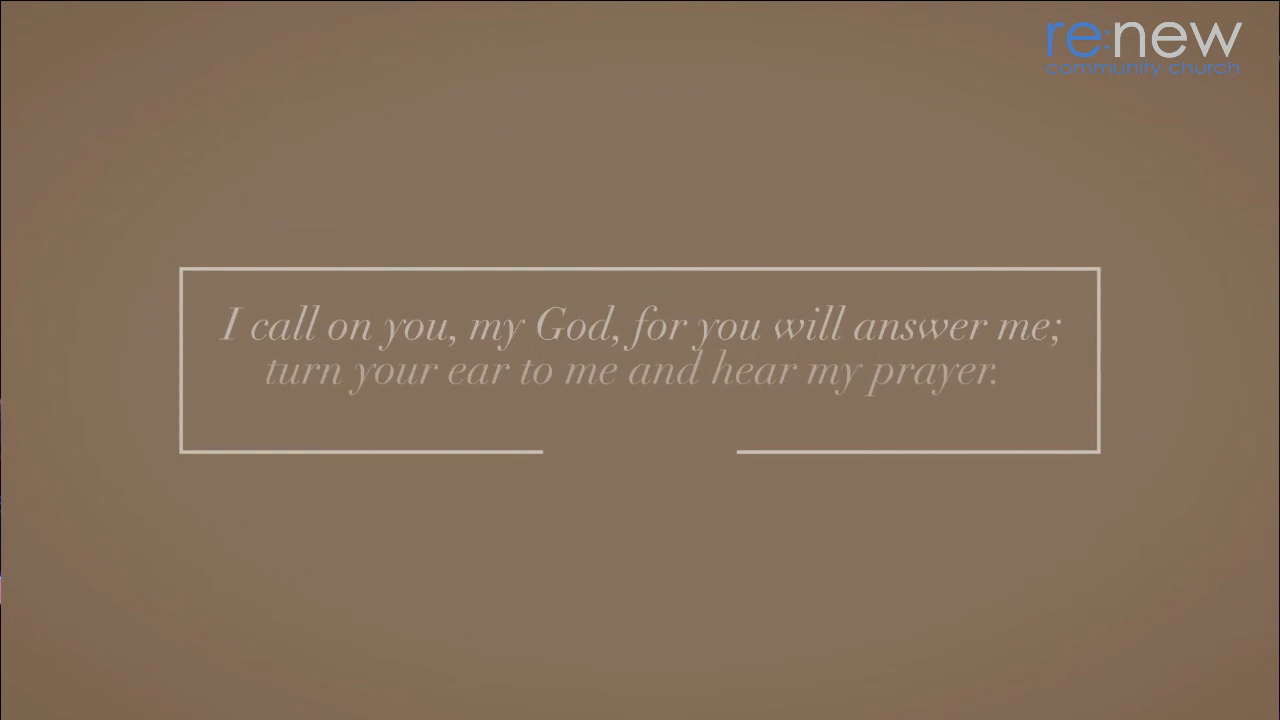 re:new
community church
I call on you, my God, for you will answer me;
turn your ear to me and hear my prayer.